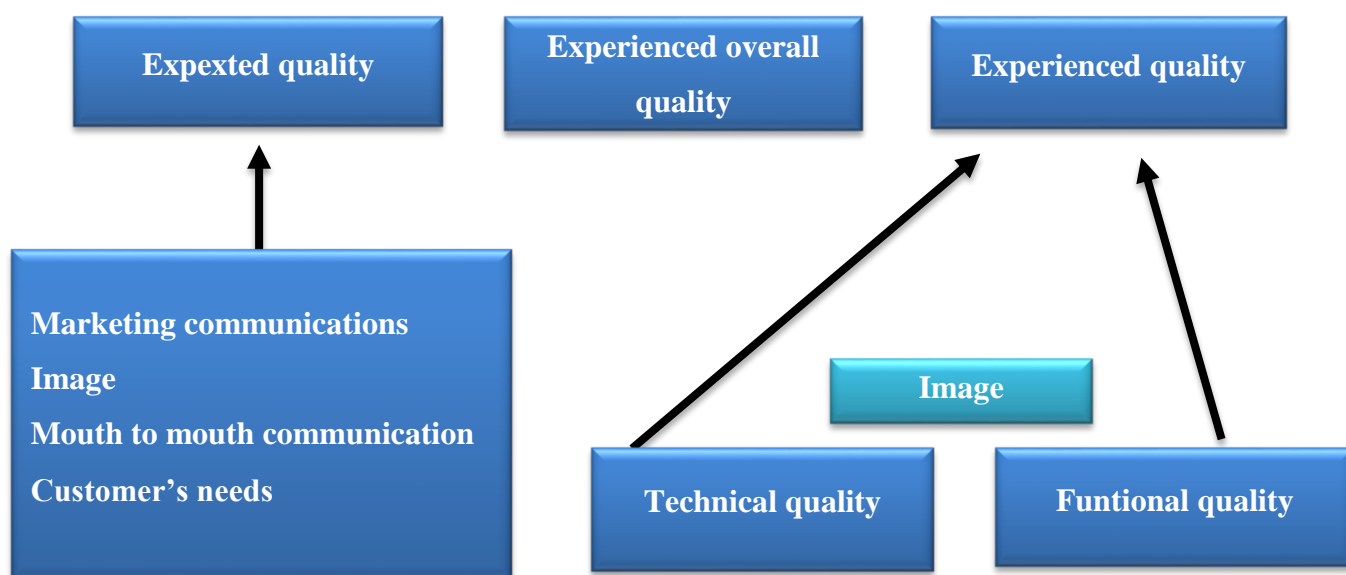 Expexted quality
Experienced overall
quality
Experienced quality
Marketing communications
Image
Mouth to mouth communication
Customer’s needs
Image
Technical quality
Funtional quality